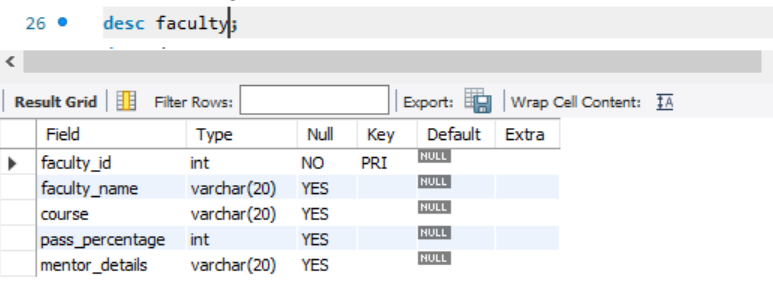 26 desc faculty;
Result Grid Filter Rows: Export: Wrap Cell Content: IA
Field Type Null Key Default Extra
faculty_id int NO PRI NULL
faculty_name varchar(20) YES NULL
course varchar(20) YES NULL
pass_percentage int YES NULL
mentor_details varchar(20) YES NULL